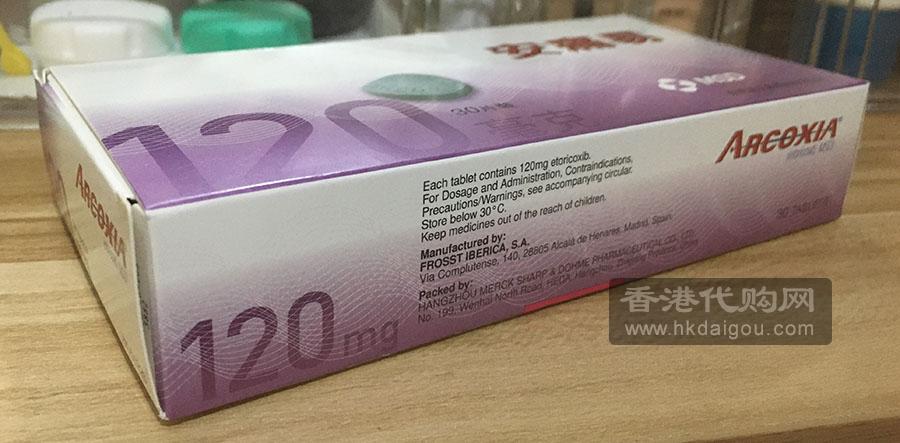 120
30片裝
毫克
MSD
ARCOXIA
120
Each tablet contains 120mg etoricoxib.
For Dosage and Administration, Contraindications,
Precautions/Warnings, see accompanying circular.
Store below 30°C.
Keep medicines out of the reach of children.
Manufactured by:
FROSST IBERICA, S.A.
Via Complutense, 140, 28805 Alcalá de Henares, Madrid, Spain.
Packed by:
HANGZHOU MERCK SHARP & DOHME PHARMACEUTICAL CO., LTD.
No. 199, Wenhai North Road, HEDA, Hangzhou, Zhejiang Province, China
ARCOXIA®
30 TABLETS
120mg
香港代购网
www.hkdaigou.com